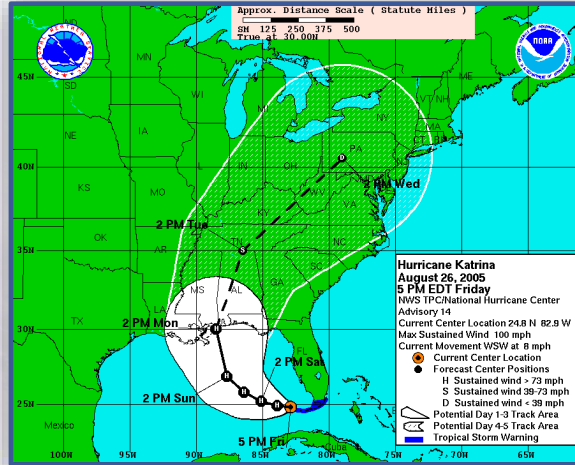 Approx. Distance Scale ( Statute Miles )
SM 125 250 375 500
True at 30.00N
NOAA
ND
MN
ME
45N
SD
WI
VT NH
MA
MI
NY
CT
NE
IA
PA
D
40N
IN
OH
2 PM Wed
KS
MO
WV
VA
KY
2 PM Tue
TN
NC
OK
AR
S
35N
SC
MS
AL
GA
LA
TX
2 PM Mon
30N
H
Hurricane Katrina
August 26, 2005
5 PM EDT Friday
NWS TPC/National Hurricane Center
Advisory 14
Current Center Location 24.8 N 82.9 W
Max Sustained Wind 100 mph
Current Movement WSW at 8 mph
Current Center Location
Forecast Center Positions
H Sustained wind > 73 mph
S Sustained wind 39-73 mph
D Sustained wind < 39 mph
Potential Day 1-3 Track Area
Potential Day 4-5 Track Area
Tropical Storm Warning
FL
2 PM Sat
H
2 PM Sun
H
H
H
25N
5 PM Fri
Mexico
Cuba
100W 95W 90W 85W 80W 75W 70W 65W